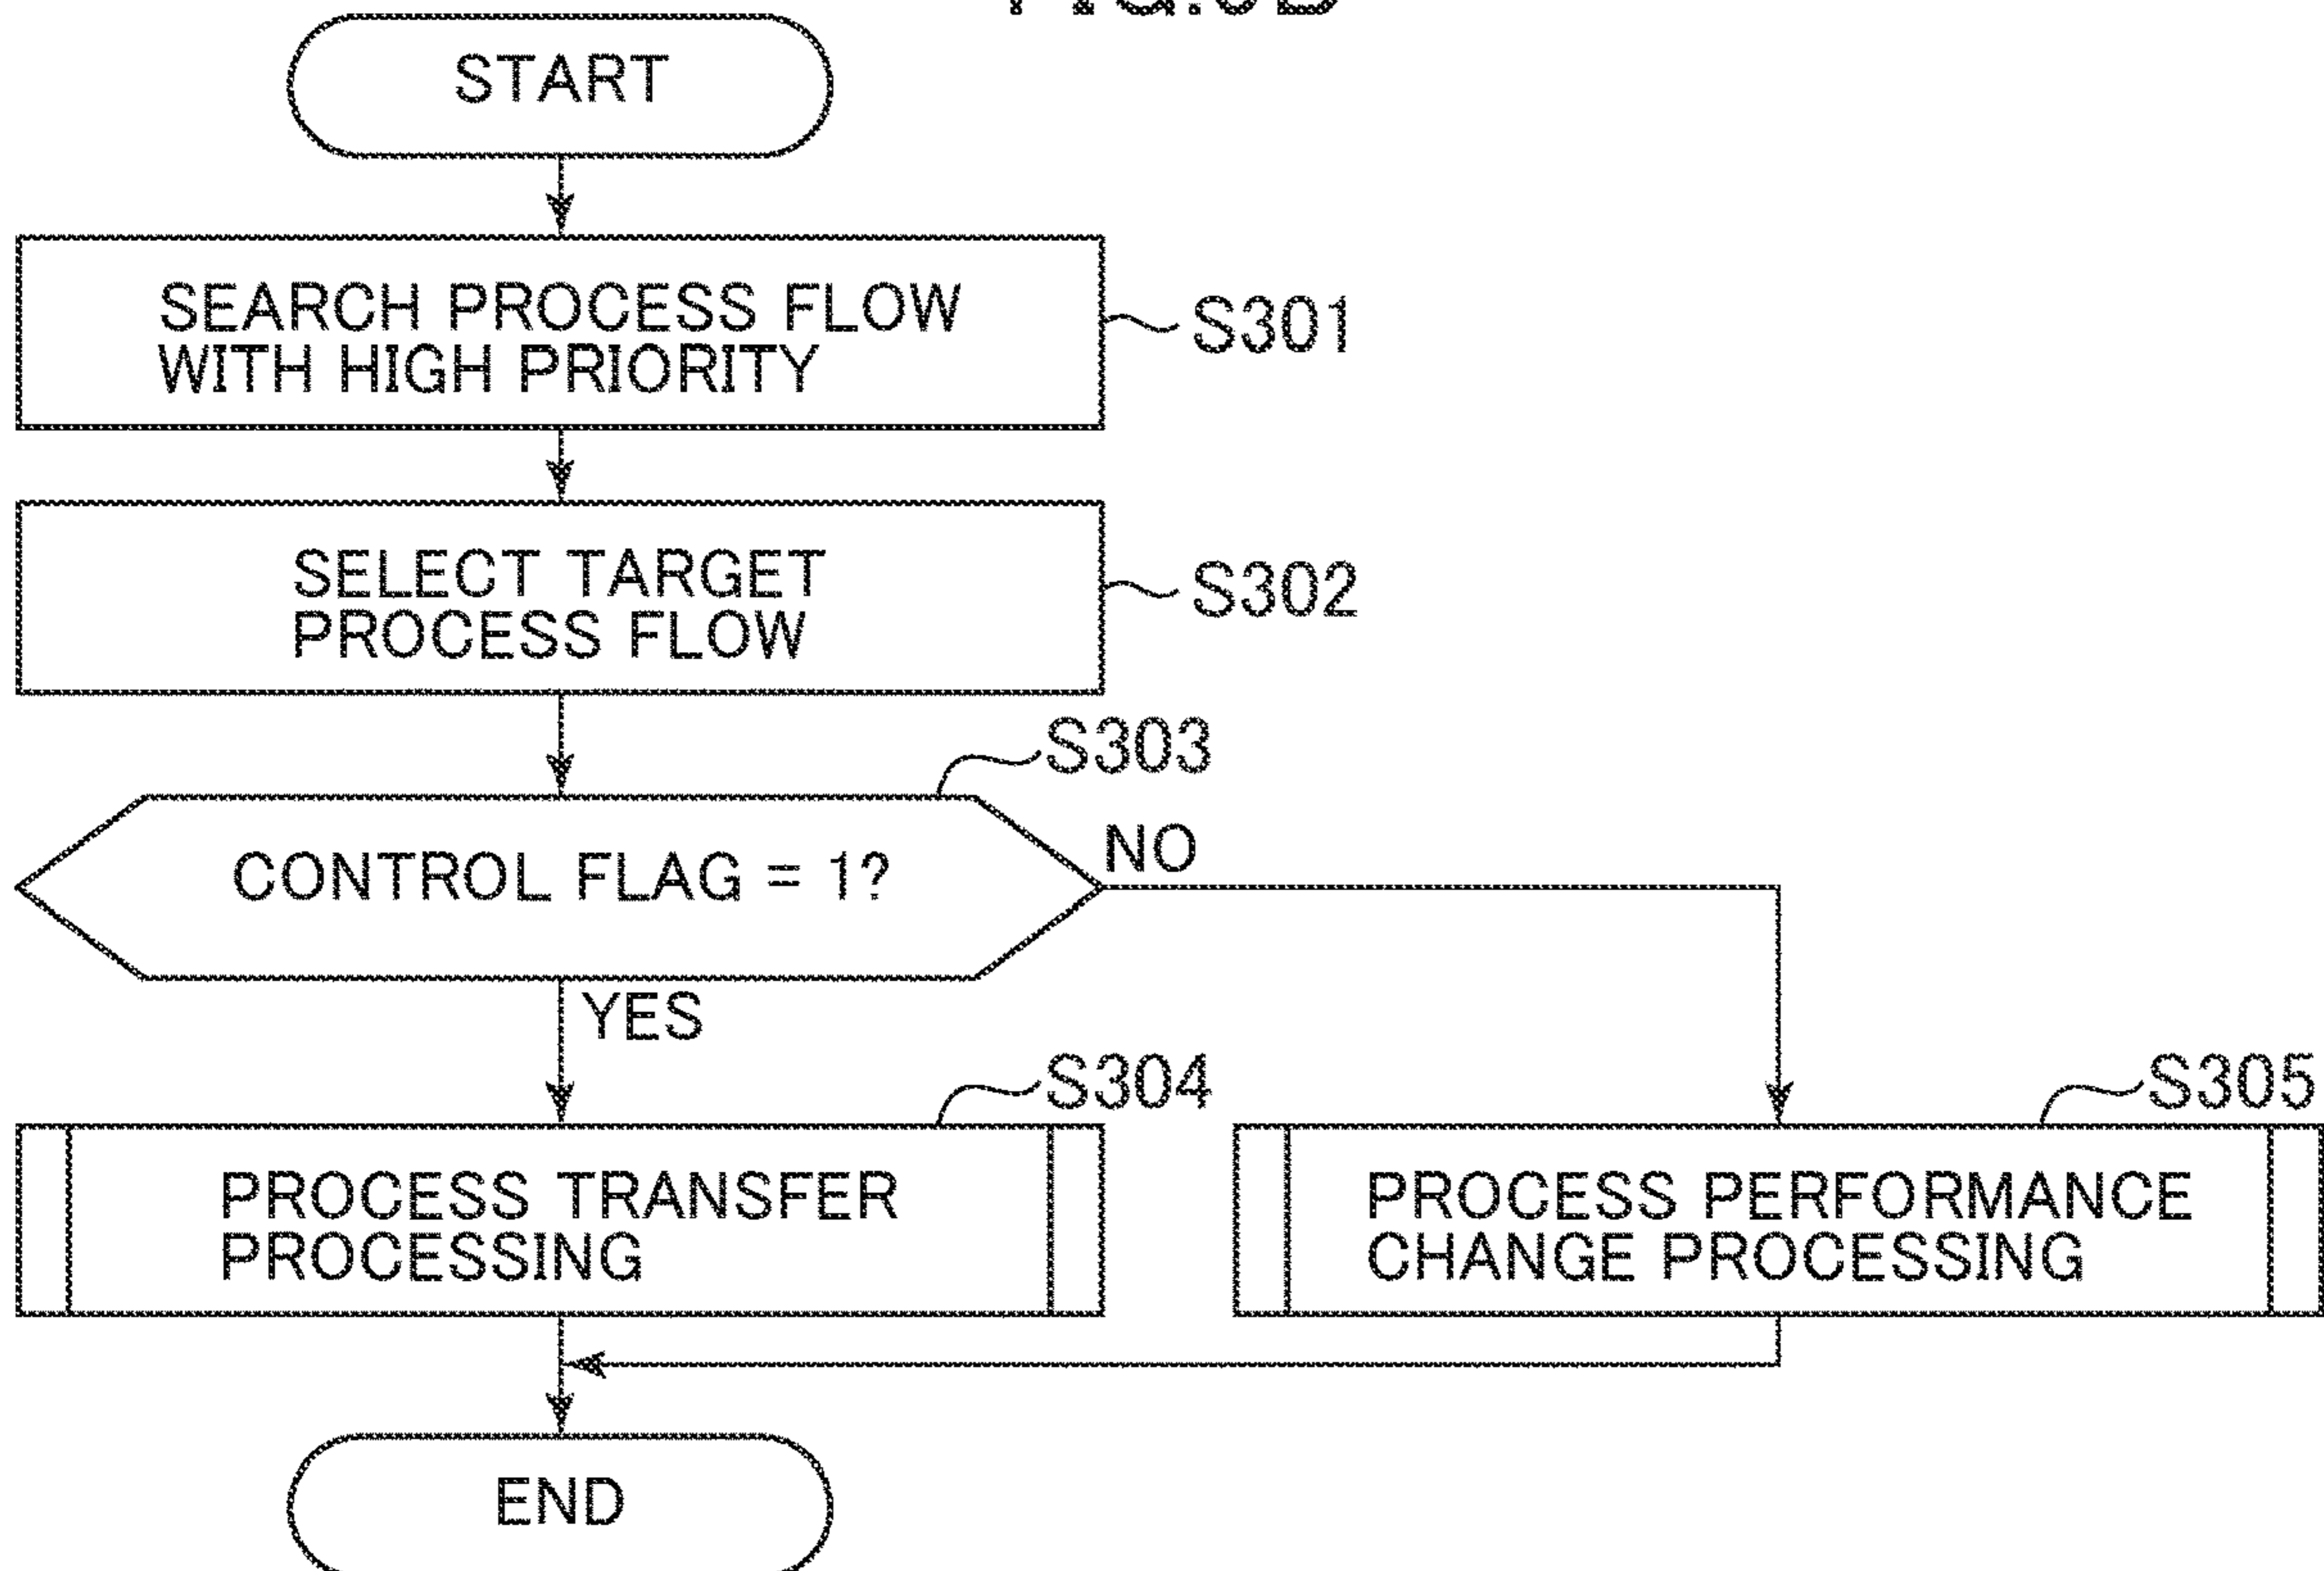 START
SEARCH PROCESS FLOW
WITH HIGH PRIORITY
S301
SELECT TARGET
PROCESS FLOW
S302
S303
CONTROL FLAG = 1?
NO
YES
S304
S305
PROCESS TRANSFER
PROCESSING
PROCESS PERFORMANCE
CHANGE PROCESSING
END